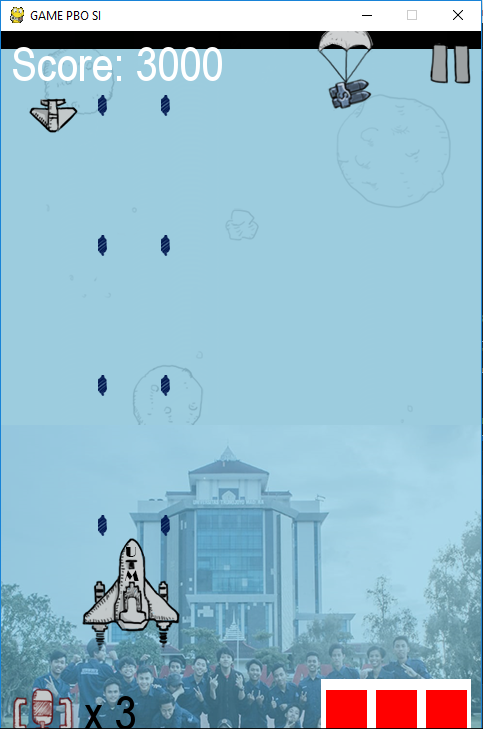 GAME PBO SI
Score: 3000
UTM
x 3